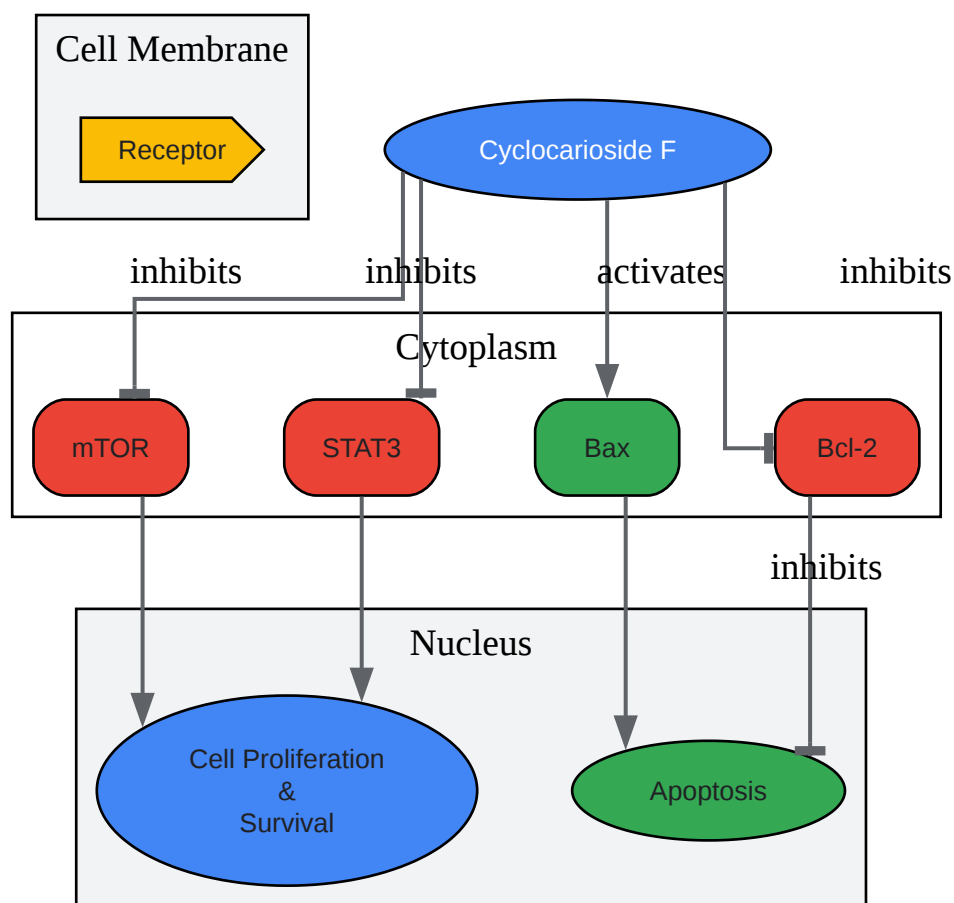 Cell Membrane
Receptor
Cyclocarioside F
inhibits
inhibits
activates
inhibits
Cytoplasm
mTOR
STAT3
Bax
Bcl-2
inhibits
Nucleus
Cell Proliferation
&
Survival
Apoptosis